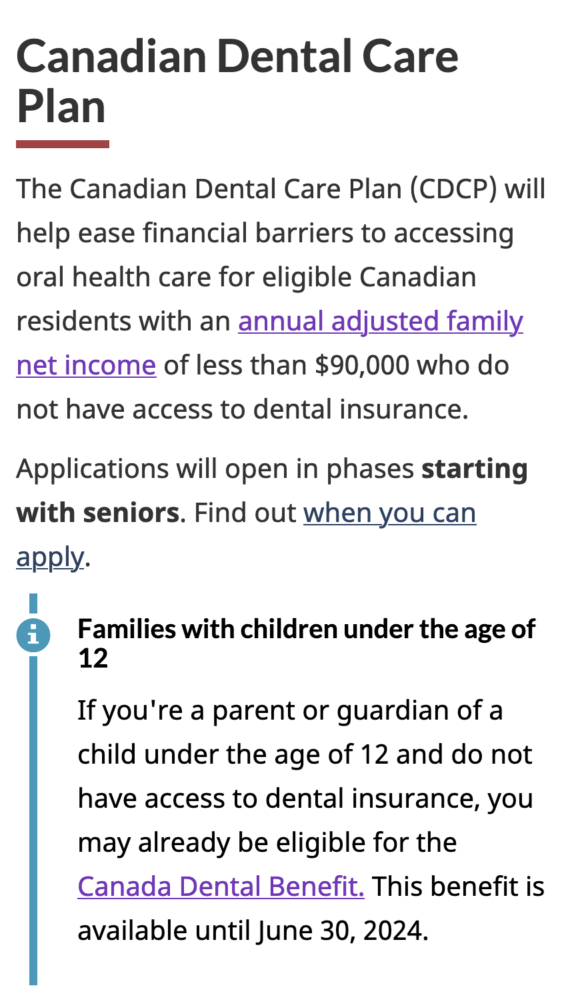 Canadian Dental Care
Plan
The Canadian Dental Care Plan (CDCP) will
help ease financial barriers to accessing
oral health care for eligible Canadian
residents with an annual adjusted family
net income of less than $90,000 who do
not have access to dental insurance.
Applications will open in phases starting
with seniors. Find out when you can
apply.
Families with children under the age of
12
If you're a parent or guardian of a
child under the age of 12 and do not
have access to dental insurance, you
may already be eligible for the
Canada Dental Benefit. This benefit is
available until June 30, 2024.